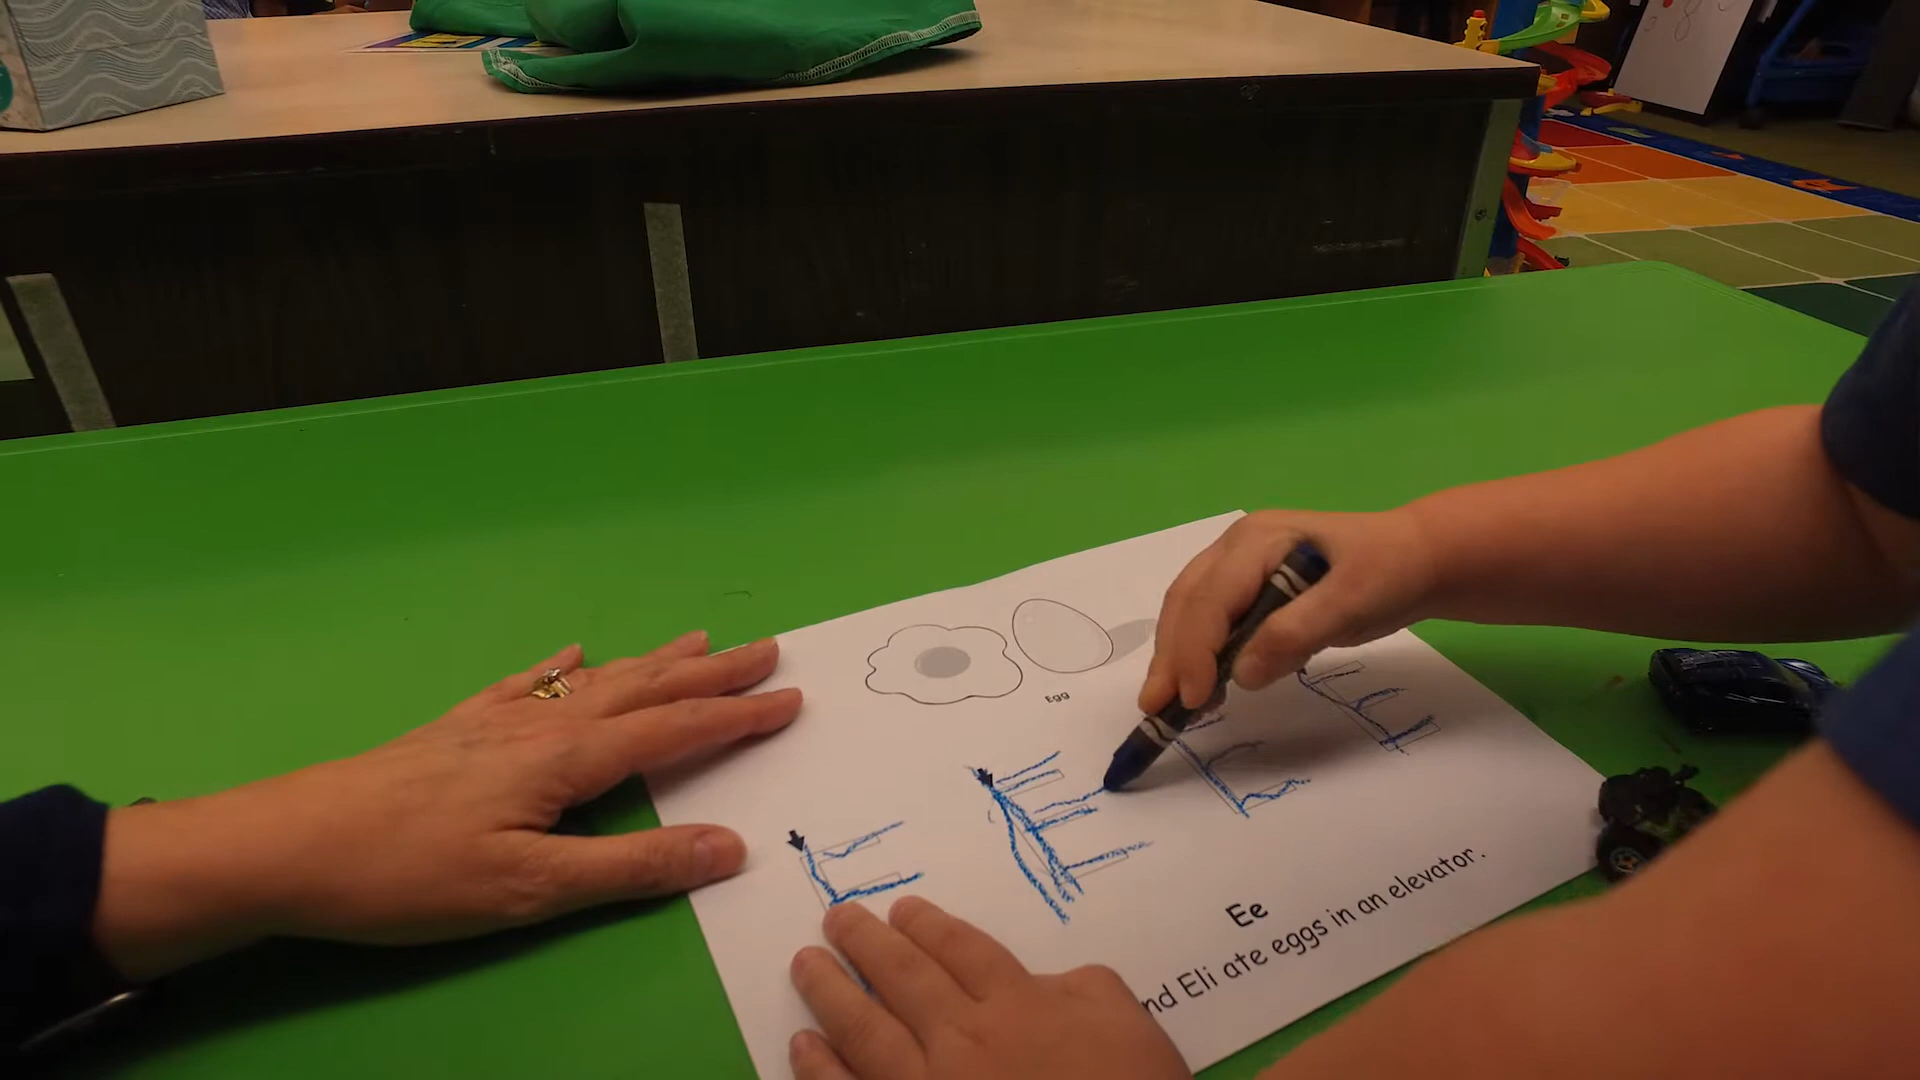 Egg
E E E E
Ee
nd Eli ate eggs in an elevator.